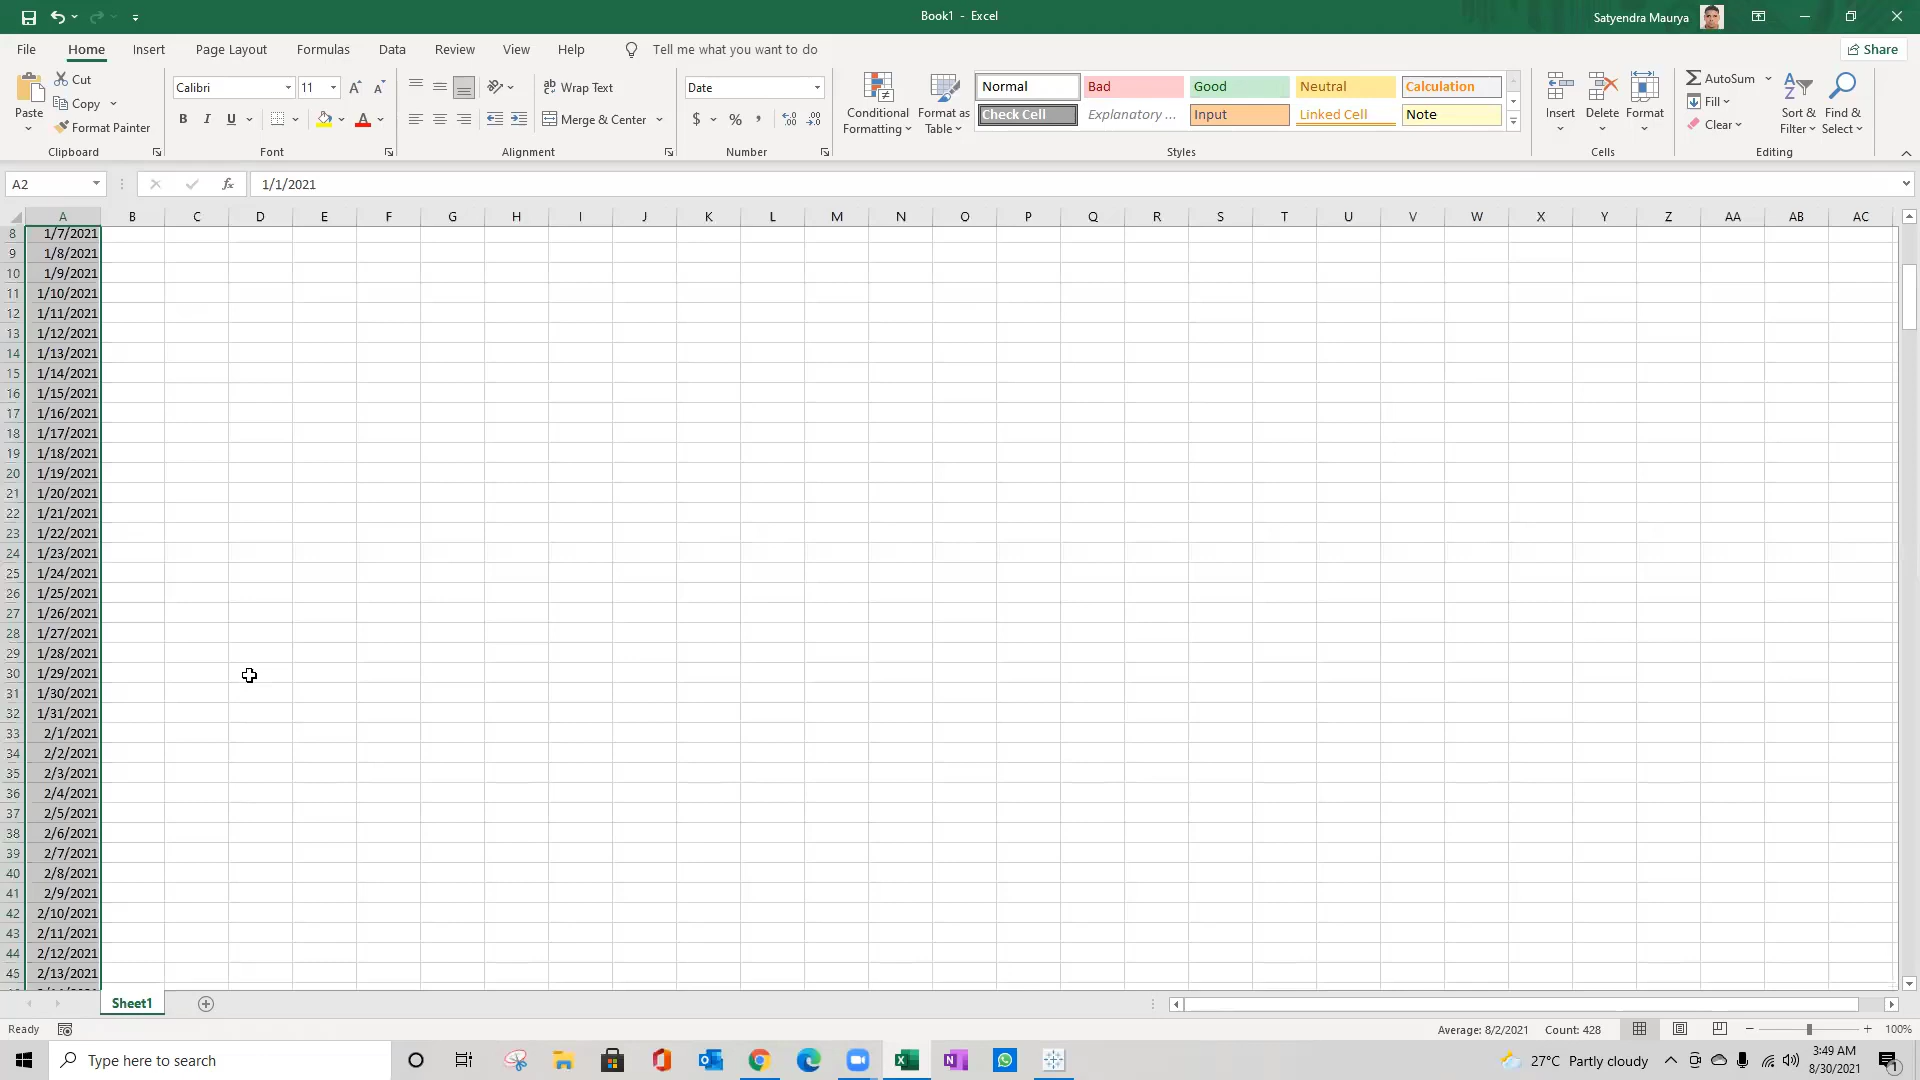 Book1 - Excel
Satyendra Maurya
File Home Insert Page Layout Formulas Data Review View Help Tell me what you want to do
Share
Paste
Cut
Copy
Format Painter
Clipboard
Calibri 11
B I U
Font
Wrap Text
Merge & Center
Alignment
Date
$ % ,
Number
Conditional Formatting
Format as Table
Normal Bad Good Neutral Calculation
Check Cell Explanatory ... Input Linked Cell Note
Styles
Insert Delete Format
Cells
AutoSum
Fill
Clear
Sort & Filter
Find & Select
Editing
A2
fx
1/1/2021
A B C D E F G H I J K L M N O P Q R S T U V W X Y Z AA AB AC
8 1/7/2021
9 1/8/2021
10 1/9/2021
11 1/10/2021
12 1/11/2021
13 1/12/2021
14 1/13/2021
15 1/14/2021
16 1/15/2021
17 1/16/2021
18 1/17/2021
19 1/18/2021
20 1/19/2021
21 1/20/2021
22 1/21/2021
23 1/22/2021
24 1/23/2021
25 1/24/2021
26 1/25/2021
27 1/26/2021
28 1/27/2021
29 1/28/2021
30 1/29/2021
31 1/30/2021
32 1/31/2021
33 2/1/2021
34 2/2/2021
35 2/3/2021
36 2/4/2021
37 2/5/2021
38 2/6/2021
39 2/7/2021
40 2/8/2021
41 2/9/2021
42 2/10/2021
43 2/11/2021
44 2/12/2021
45 2/13/2021
Sheet1
Ready
Average: 8/2/2021 Count: 428
100%
Type here to search
27°C Partly cloudy
3:49 AM
8/30/2021